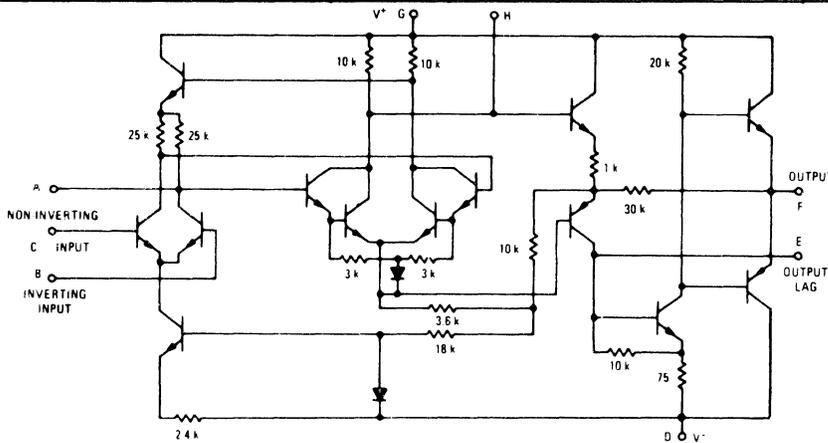 V+ G
H
10 k
10 k
20 k
25 k
25 k
1 k
A
OUTPUT
F
30 k
NON INVERTING
C INPUT
E
10 k
OUTPUT
LAG
B
INVERTING
INPUT
3 k
3 k
3.6 k
18 k
10 k
75
2.4 k
D V-